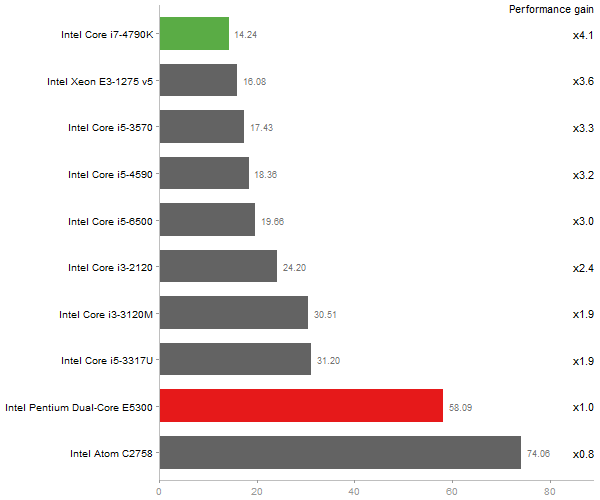 Performance gain
Intel Core i7-4790K 14.24 x4.1
Intel Xeon E3-1275 v5 16.08 x3.6
Intel Core i5-3570 17.43 x3.3
Intel Core i5-4590 18.36 x3.2
Intel Core i5-6500 19.66 x3.0
Intel Core i3-2120 24.20 x2.4
Intel Core i3-3120M 30.51 x1.9
Intel Core i5-3317U 31.20 x1.9
Intel Pentium Dual-Core E5300 58.09 x1.0
Intel Atom C2758 74.06 x0.8
0 20 40 60 80